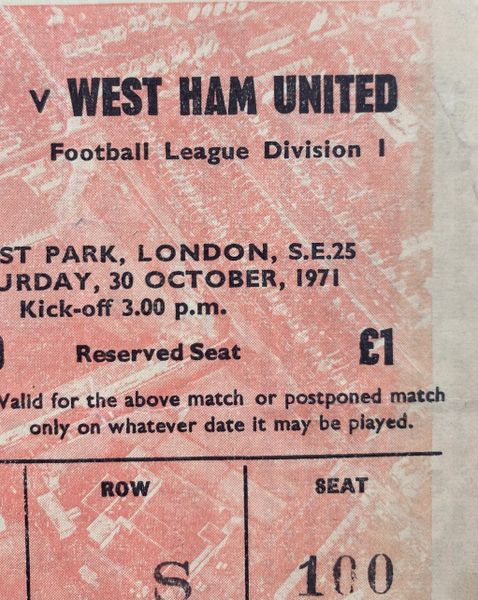 v WEST HAM UNITED
Football League Division 1
ST PARK, LONDON, S.E.25
URDAY, 30 OCTOBER, 1971
Kick-off 3.00 p.m.
Reserved Seat £1
Valid for the above match or postponed match
only on whatever date it may be played.
ROW SEAT
S 100